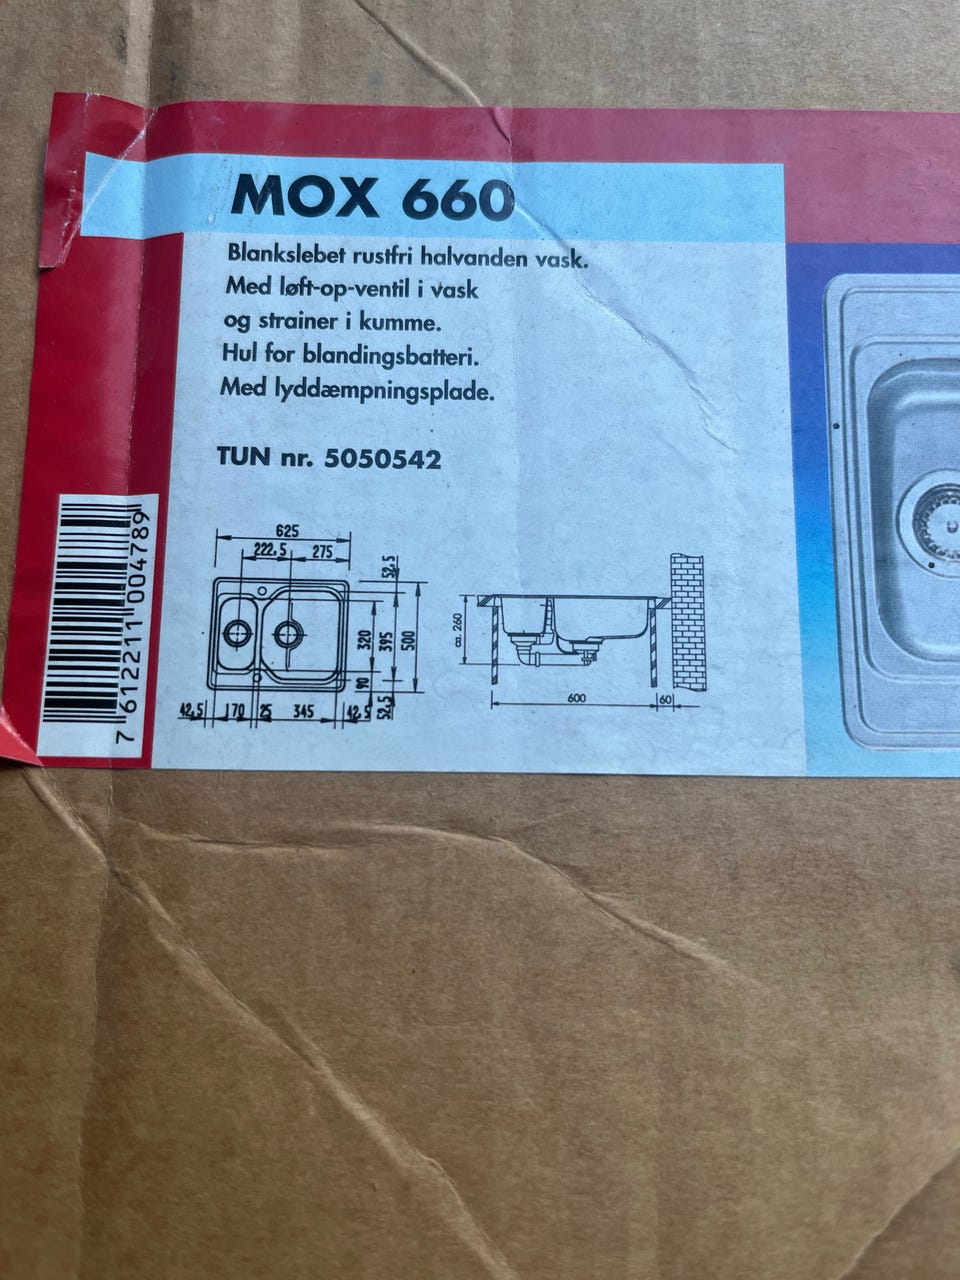 MOX 660
Blankslebet rustfri halvanden vask.
Med løft-op-ventil i vask
og strainer i kumme.
Hul for blandingsbatteri.
Med lyddæmpningsplade.
TUN nr. 5050542
7 612211 004789
625
222,5 275
52,5
320 395 500
90
42,5 170 25 345 42,5 52,5
ca. 260
600 60